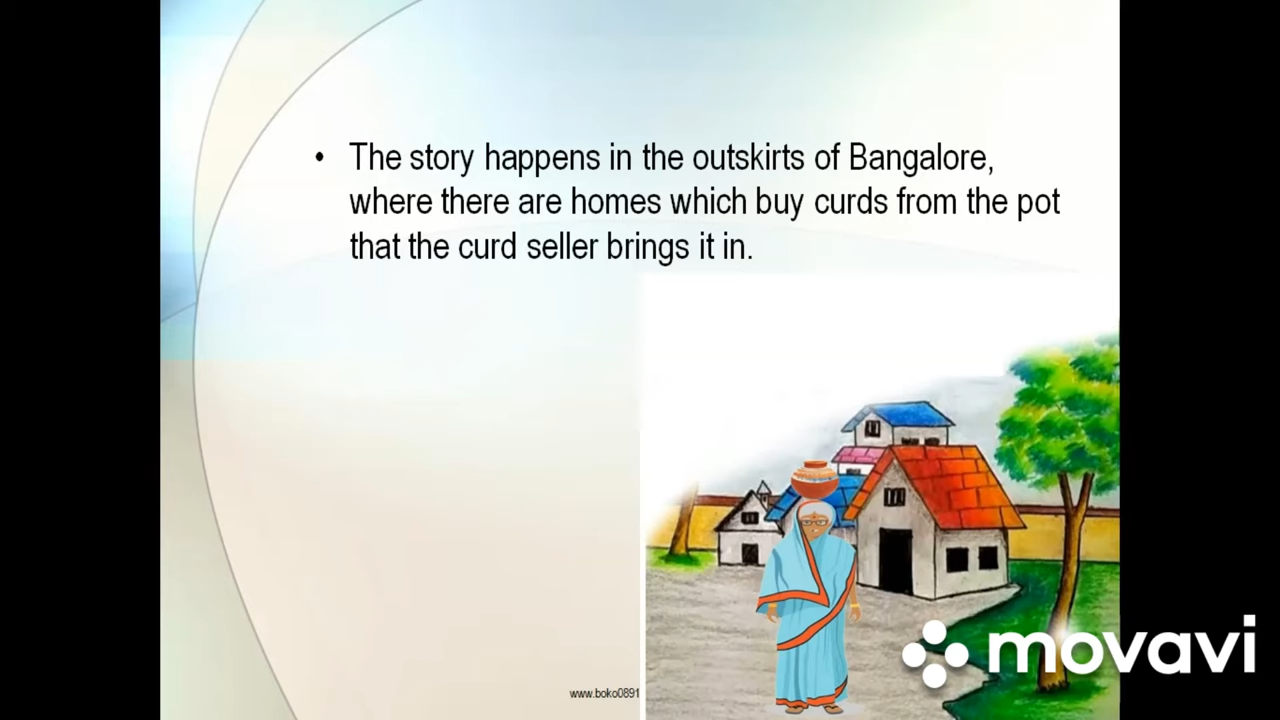 • The story happens in the outskirts of Bangalore,
where there are homes which buy curds from the pot
that the curd seller brings it in.
www.boko0891
movavi